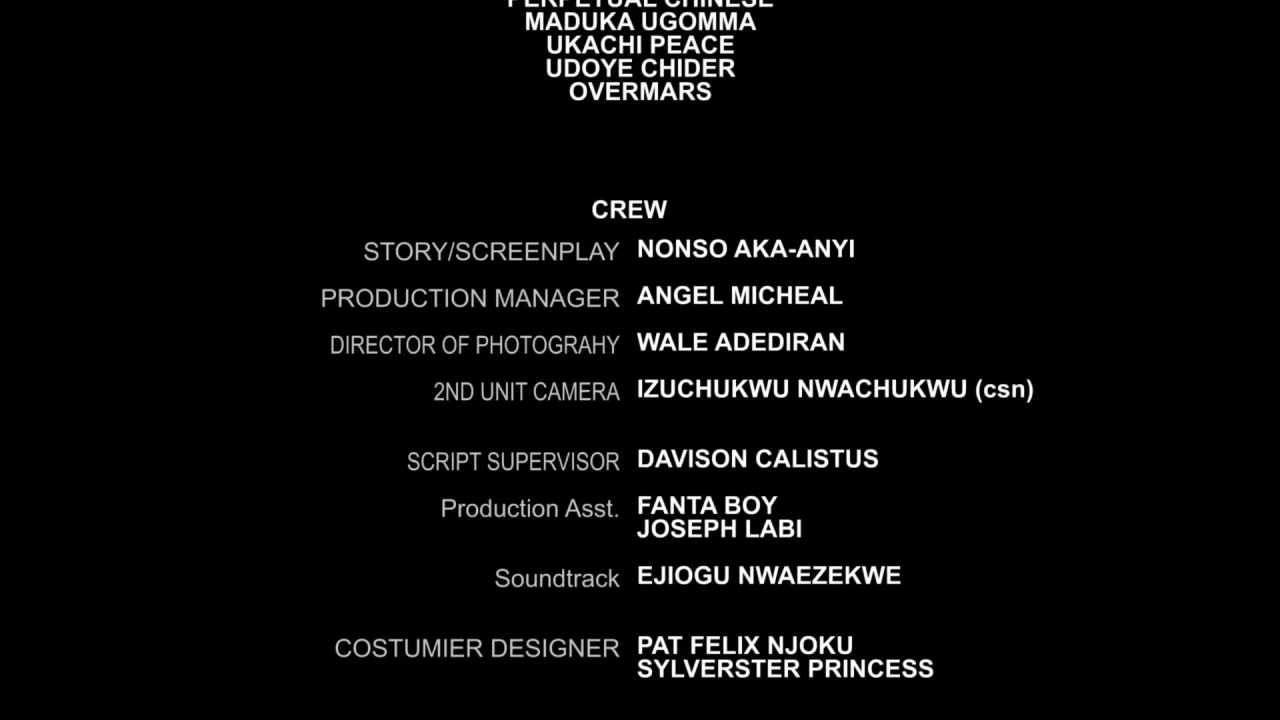 PERPETUAL CHINESE
MADUKA UGOMMA
UKACHI PEACE
UDOYE CHIDER
OVERMARS
CREW
STORY/SCREENPLAY NONSO AKA-ANYI
PRODUCTION MANAGER ANGEL MICHEAL
DIRECTOR OF PHOTOGRAHY WALE ADEDIRAN
2ND UNIT CAMERA IZUCHUKWU NWACHUKWU (csn)
SCRIPT SUPERVISOR DAVISON CALISTUS
Production Asst. FANTA BOY
JOSEPH LABI
Soundtrack EJIOGU NWAEZEKWE
COSTUMIER DESIGNER PAT FELIX NJOKU
SYLVERSTER PRINCESS